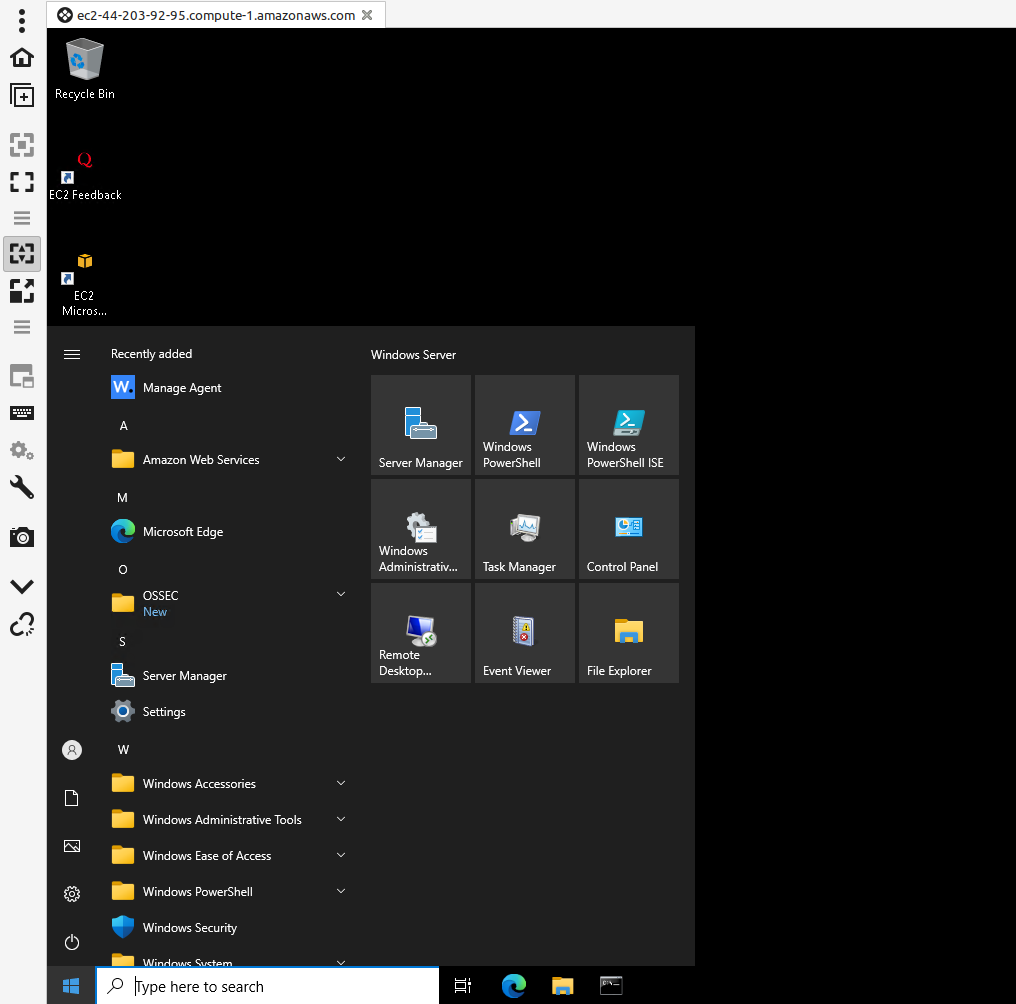 ec2-44-203-92-95.compute-1.amazonaws.com
Recycle Bin
Q
EC2 Feedback
EC2
Micros...
Recently added
W.
Manage Agent
A
Amazon Web Services
M
Microsoft Edge
O
OSSEC
New
S
Server Manager
Settings
W
Windows Accessories
Windows Administrative Tools
Windows Ease of Access
Windows PowerShell
Windows Security
Windows System
Windows Server
Server Manager
Windows
PowerShell
Windows
PowerShell ISE
Windows
Administrativ...
Task Manager
Control Panel
Remote
Desktop...
Event Viewer
File Explorer
Type here to search